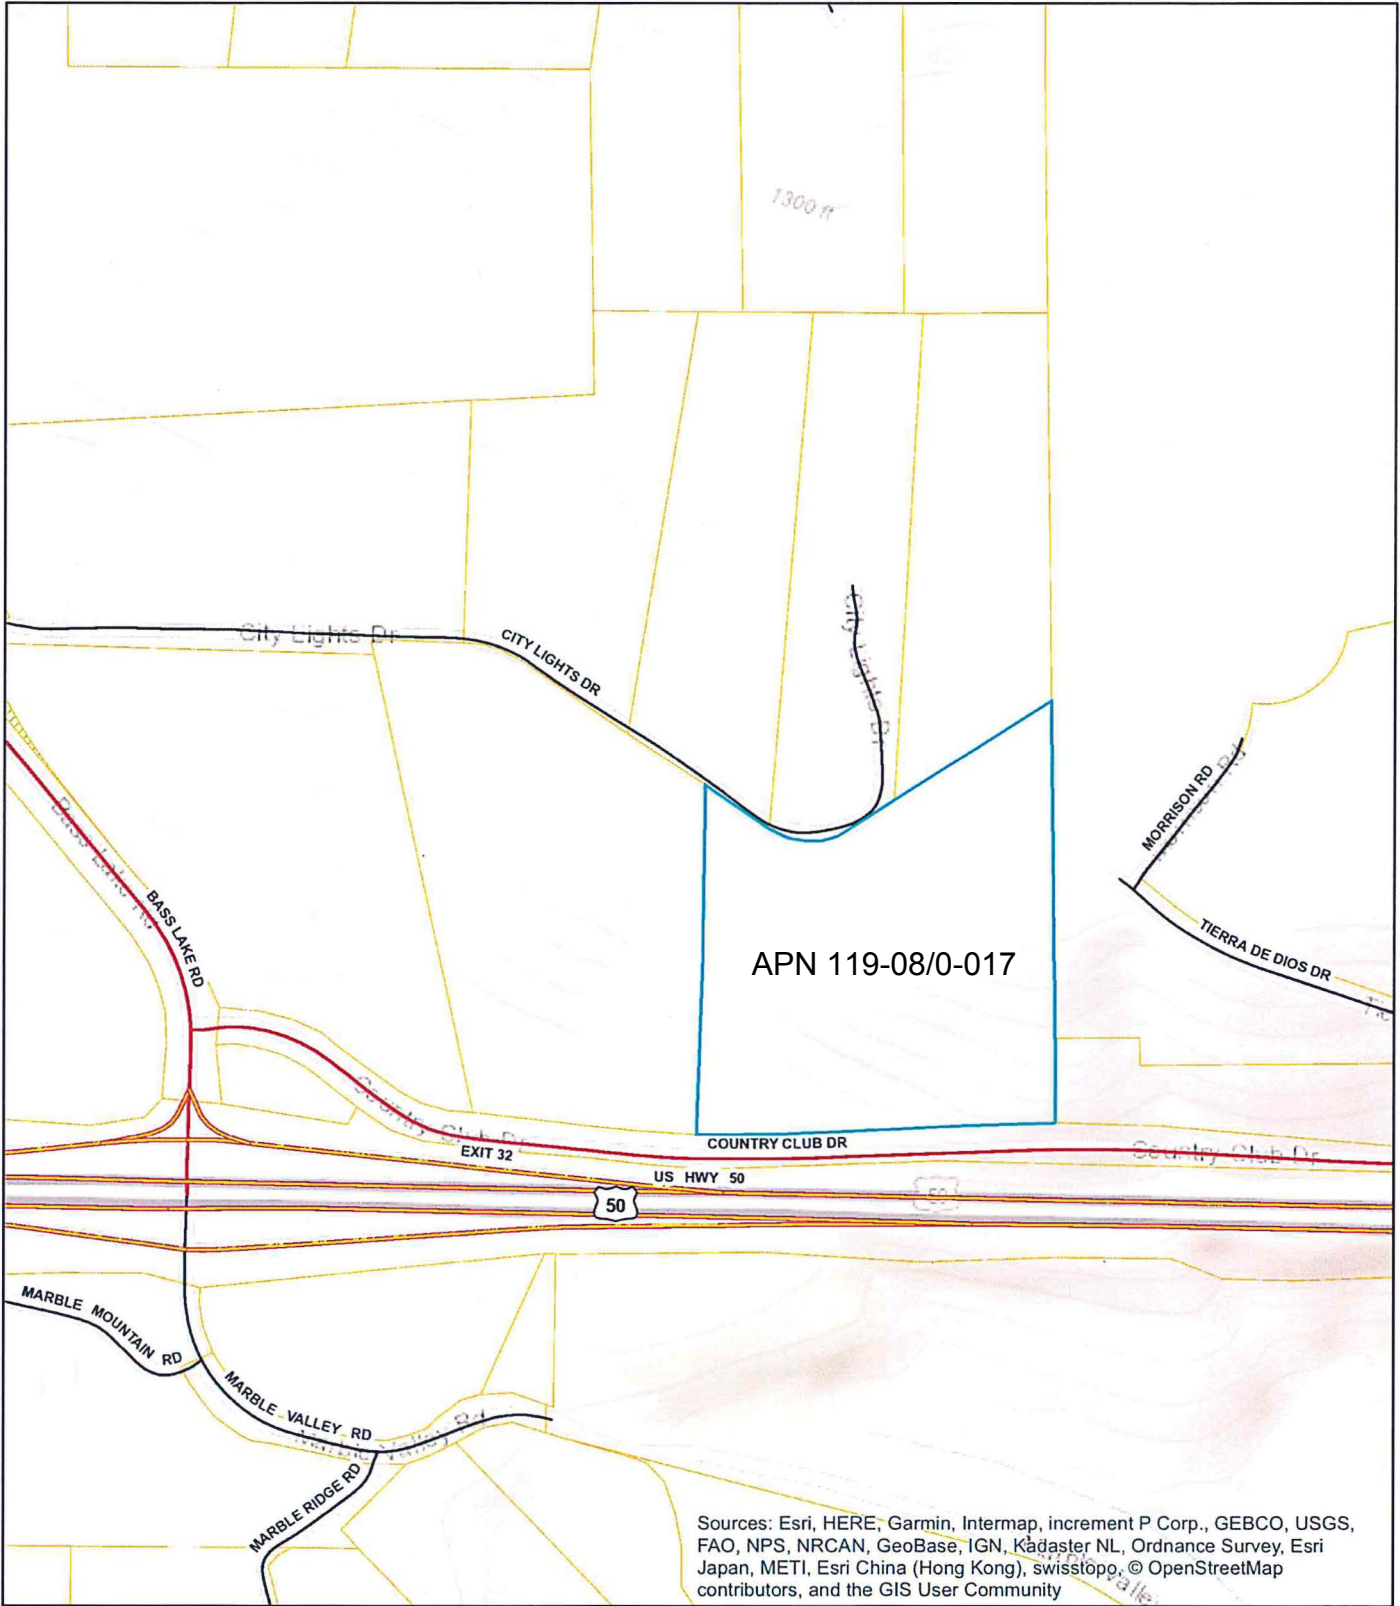 1300 ft
City Lights Dr
CITY LIGHTS DR
City Lights Dr
Bass Lake Rd
BASS LAKE RD
MORRISON RD
Morrison Rd
TIERRA DE DIOS DR
APN 119-08/0-017
Country Club Dr
EXIT 32
COUNTRY CLUB DR
Country Club Dr
US HWY 50
50
50
MARBLE MOUNTAIN RD
MARBLE VALLEY RD
Marble Valley Rd
MARBLE RIDGE RD
Sources: Esri, HERE, Garmin, Intermap, increment P Corp., GEBCO, USGS,
FAO, NPS, NRCAN, GeoBase, IGN, Kadaster NL, Ordnance Survey, Esri
Japan, METI, Esri China (Hong Kong), swisstopo, © OpenStreetMap
contributors, and the GIS User Community